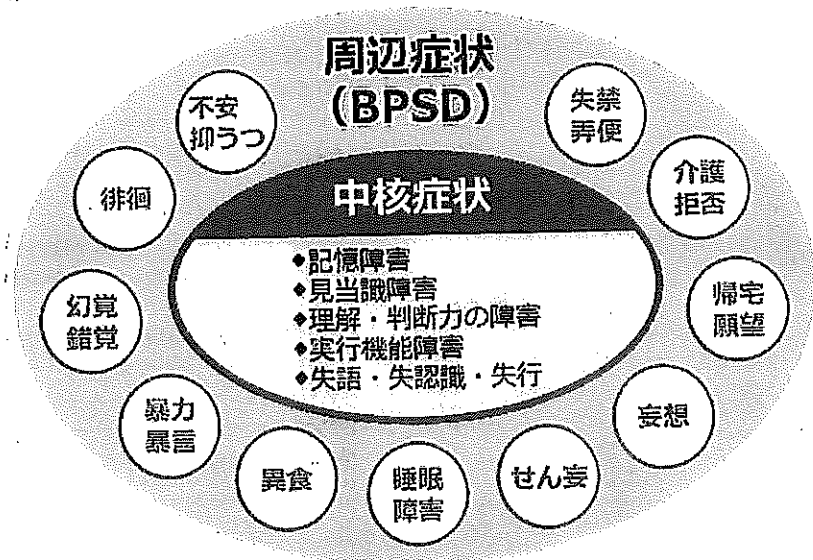 周辺症状
(BPSD)
不安
抑うつ
失禁
弄便
徘徊
介護
拒否
中核症状
◆記憶障害
◆見当識障害
◆理解・判断力の障害
◆実行機能障害
◆失語・失認識・失行
幻覚
錯覚
帰宅
願望
暴力
暴言
妄想
異食
睡眠
障害
せん妄